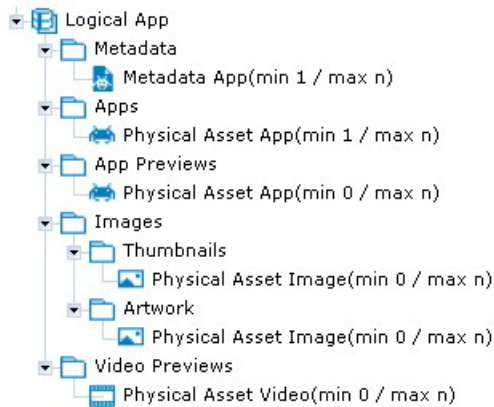 Logical App
Metadata
Metadata App(min 1 / max n)
Apps
Physical Asset App(min 1 / max n)
App Previews
Physical Asset App(min 0 / max n)
Images
Thumbnails
Physical Asset Image(min 0 / max n)
Artwork
Physical Asset Image(min 0 / max n)
Video Previews
Physical Asset Video(min 0 / max n)